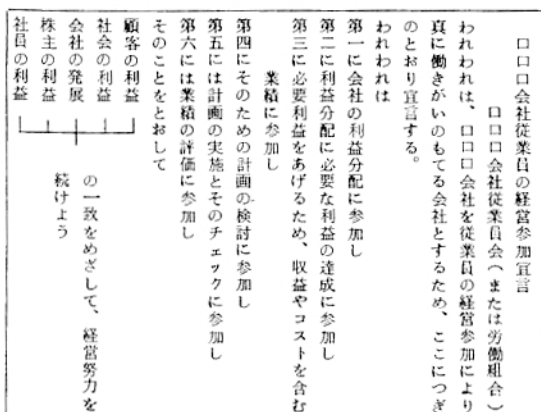 口口口会社従業員の経営参加宣言
口口口会社従業員会(または労働組合)
われわれは、口口口会社を従業員の経営参加により
真に働きがいのもてる会社とするため、ここにつぎ
のとおり宣言する。
われわれは
第一に会社の利益分配に参加し
第二に利益分配に必要な利益の達成に参加し
第三に必要利益をあげるため、収益やコストを含む
業績に参加し
第四にそのための計画の検討に参加し
第五には計画の実施とそのチェックに参加し
第六には業績の評価に参加し
そのことをとおして
顧客の利益
社会の利益
会社の発展
株主の利益
社員の利益
の一致をめざして、経営努力を
続けよう